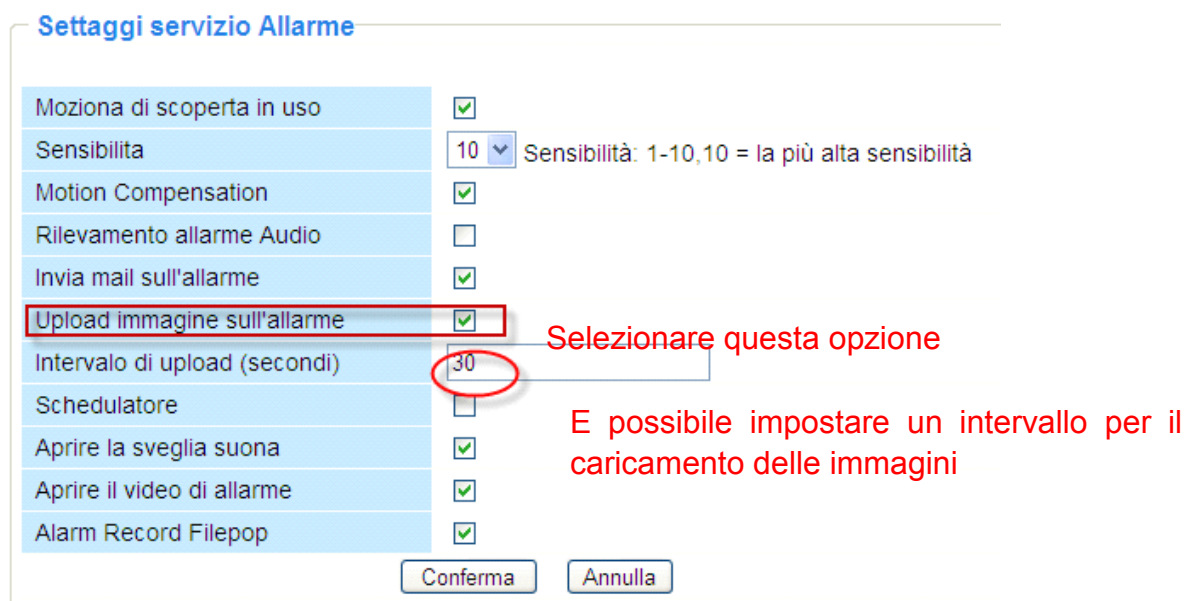 Settaggi servizio Allarme
Moziona di scoperta in uso
Sensibilita 10 Sensibilità: 1-10,10 = la più alta sensibilità
Motion Compensation
Rilevamento allarme Audio
Invia mail sull'allarme
Upload immagine sull'allarme
Selezionare questa opzione
Intervalo di upload (secondi) 30
Schedulatore
E possibile impostare un intervallo per il
caricamento delle immagini
Aprire la sveglia suona
Aprire il video di allarme
Alarm Record Filepop
Conferma Annulla